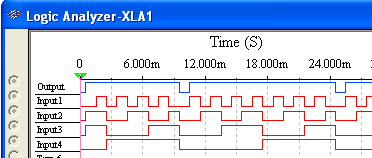 Logic Analyzer-XLA1
Time (S)
0 6.000m 12.000m 18.000m 24.000m
Output
Input1
Input2
Input3
Input4